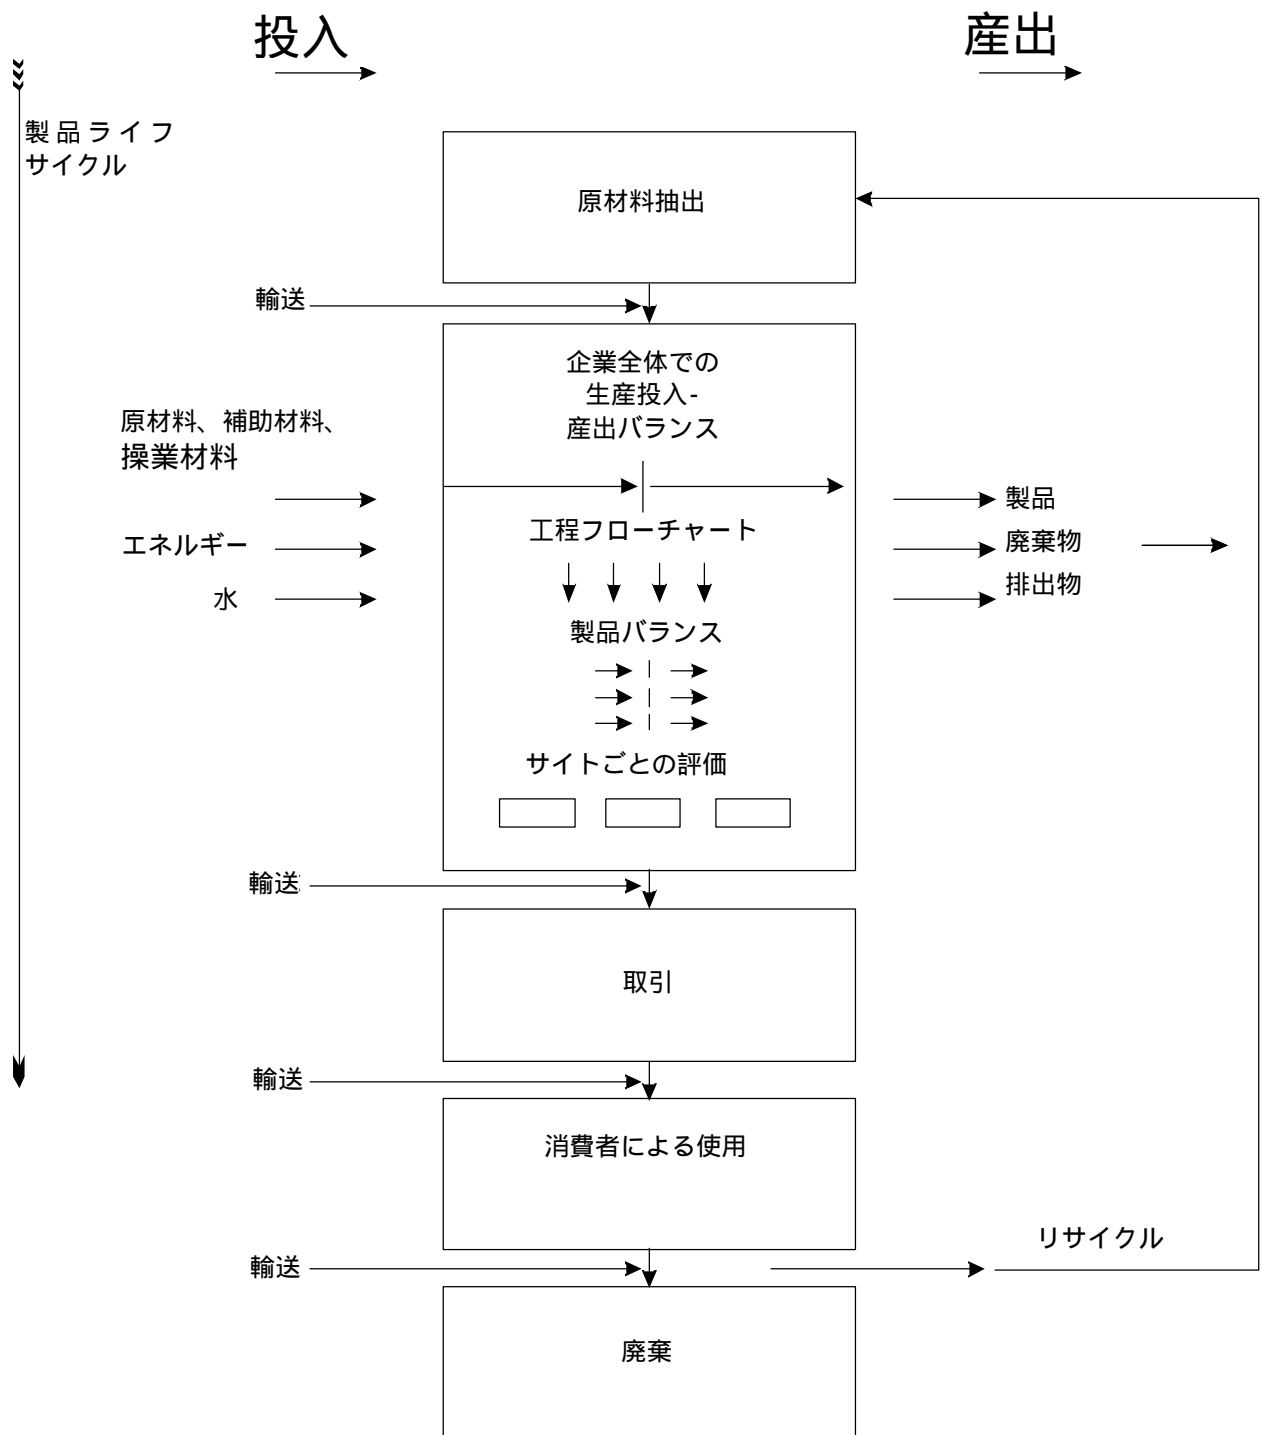 投入
産出
製品ライフ
サイクル
原材料抽出
輸送
企業全体での
生産投入-
産出バランス
原材料、補助材料、
操業材料
工程フローチャート
製品
エネルギー
廃棄物
水
排出物
製品バランス
サイトごとの評価
輸送
取引
輸送
消費者による使用
リサイクル
輸送
廃棄